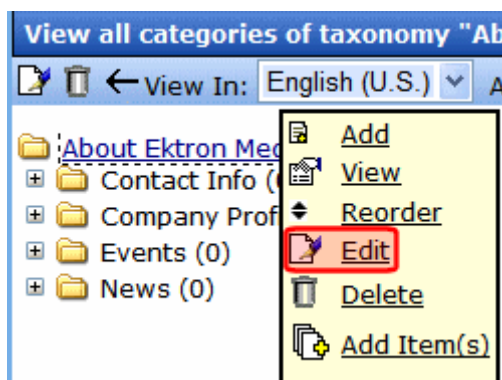 View all categories of taxonomy "Ab
View In: English (U.S.) A
About Ektron Med
Contact Info (
Company Prof
Events (0)
News (0)
Add
View
Reorder
Edit
Delete
Add Item(s)